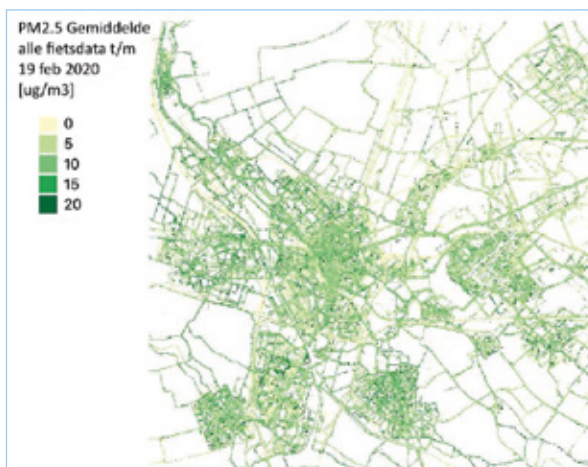 PM2.5 Gemiddelde
alle fietsdata t/m
19 feb 2020
[ug/m3]
0
5
10
15
20